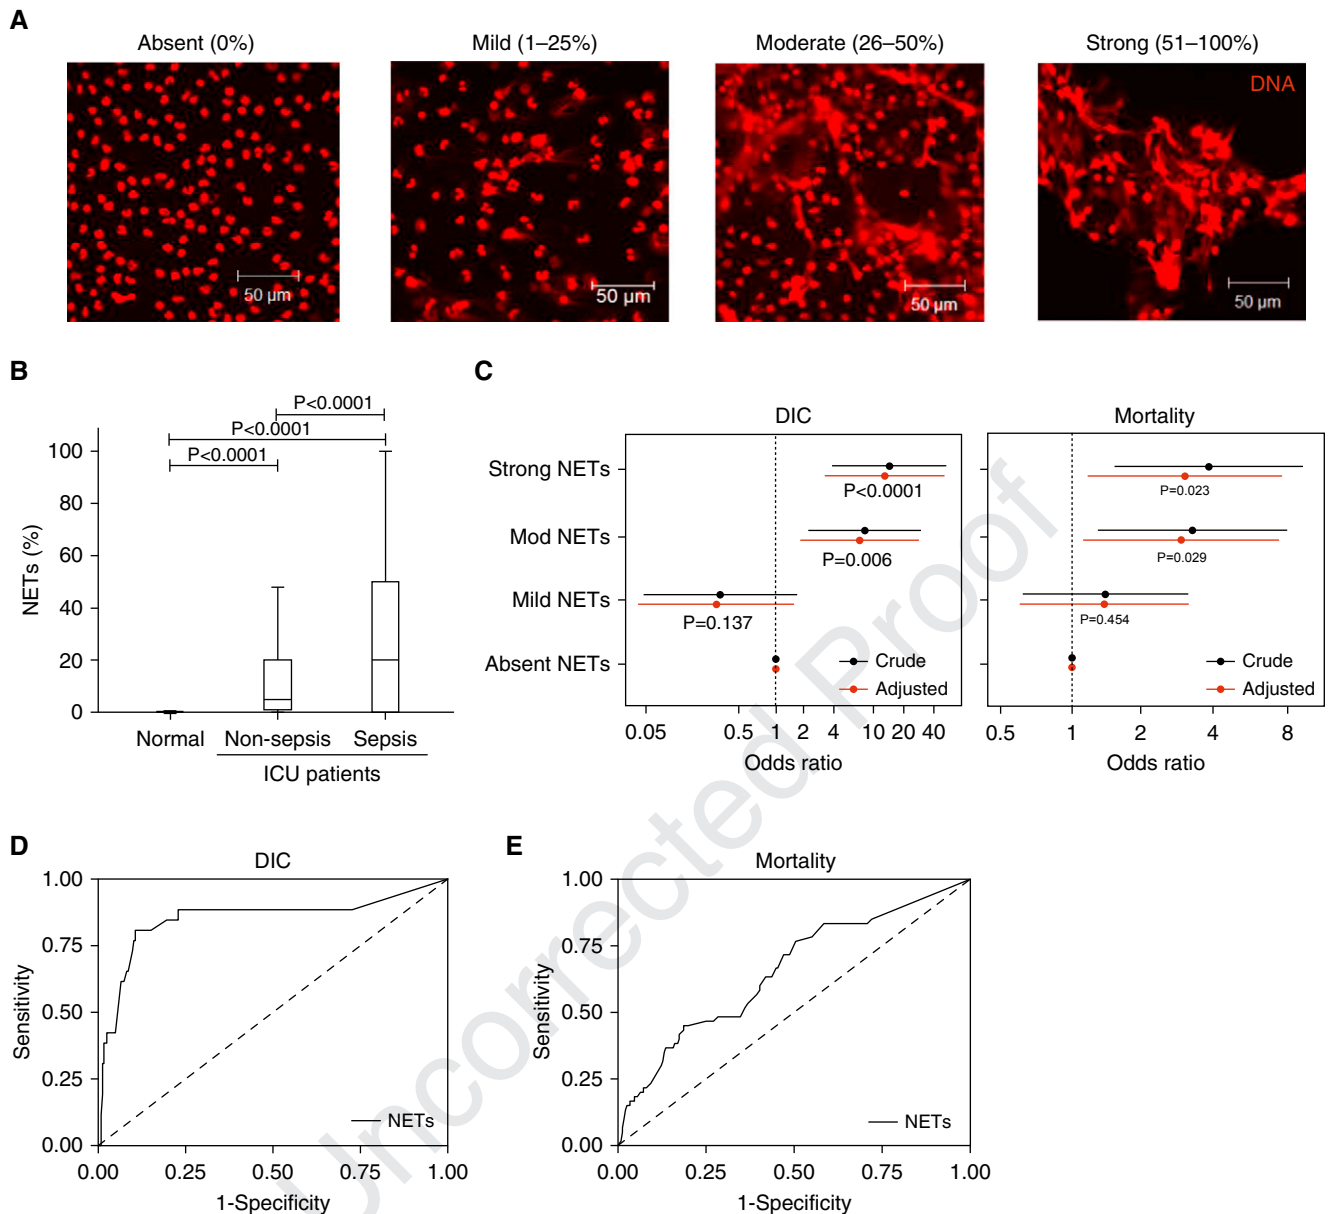 A
Absent (0%)
Mild (1–25%)
Moderate (26–50%)
Strong (51–100%)
DNA
50 µm
50 µm
50 µm
50 µm
B
P<0.0001
P<0.0001
P<0.0001
NETs (%)
100
80
60
40
20
0
Normal
Non-sepsis
Sepsis
ICU patients
C
DIC
Mortality
Strong NETs
Mod NETs
Mild NETs
Absent NETs
P<0.0001
P=0.006
P=0.137
Crude
Adjusted
0.05 0.5 1 2 4 10 20 40
Odds ratio
P=0.023
P=0.029
P=0.454
Crude
Adjusted
0.5 1 2 4 8
Odds ratio
D
DIC
Sensitivity
1.00
0.75
0.50
0.25
0.00
NETs
0.00 0.25 0.50 0.75 1.00
1-Specificity
E
Mortality
Sensitivity
1.00
0.75
0.50
0.25
0.00
NETs
0.00 0.25 0.50 0.75 1.00
1-Specificity
Uncorrected Proof